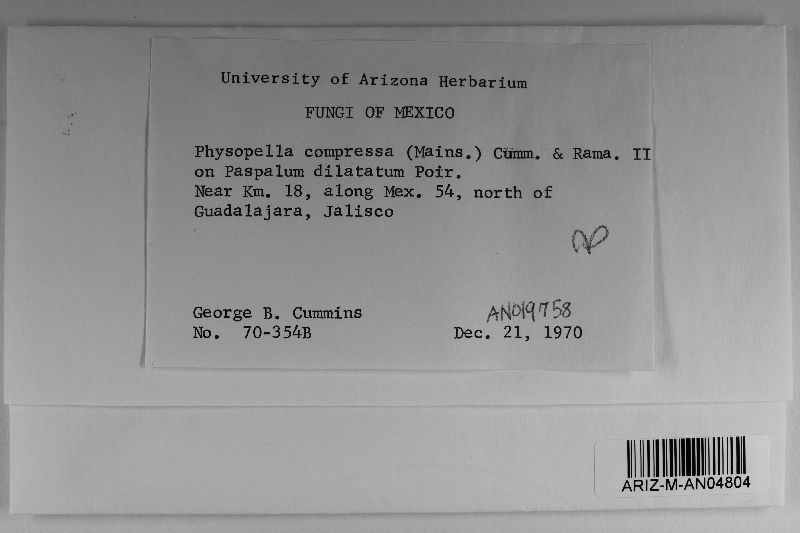 University of Arizona Herbarium
FUNGI OF MEXICO
Physopella compressa (Mains.) Cumm. & Rama. II
on Paspalum dilatatum Poir.
Near Km. 18, along Mex. 54, north of
Guadalajara, Jalisco
George B. Cummins
AN019758
No. 70-354B
Dec. 21, 1970
ARIZ-M-AN04804